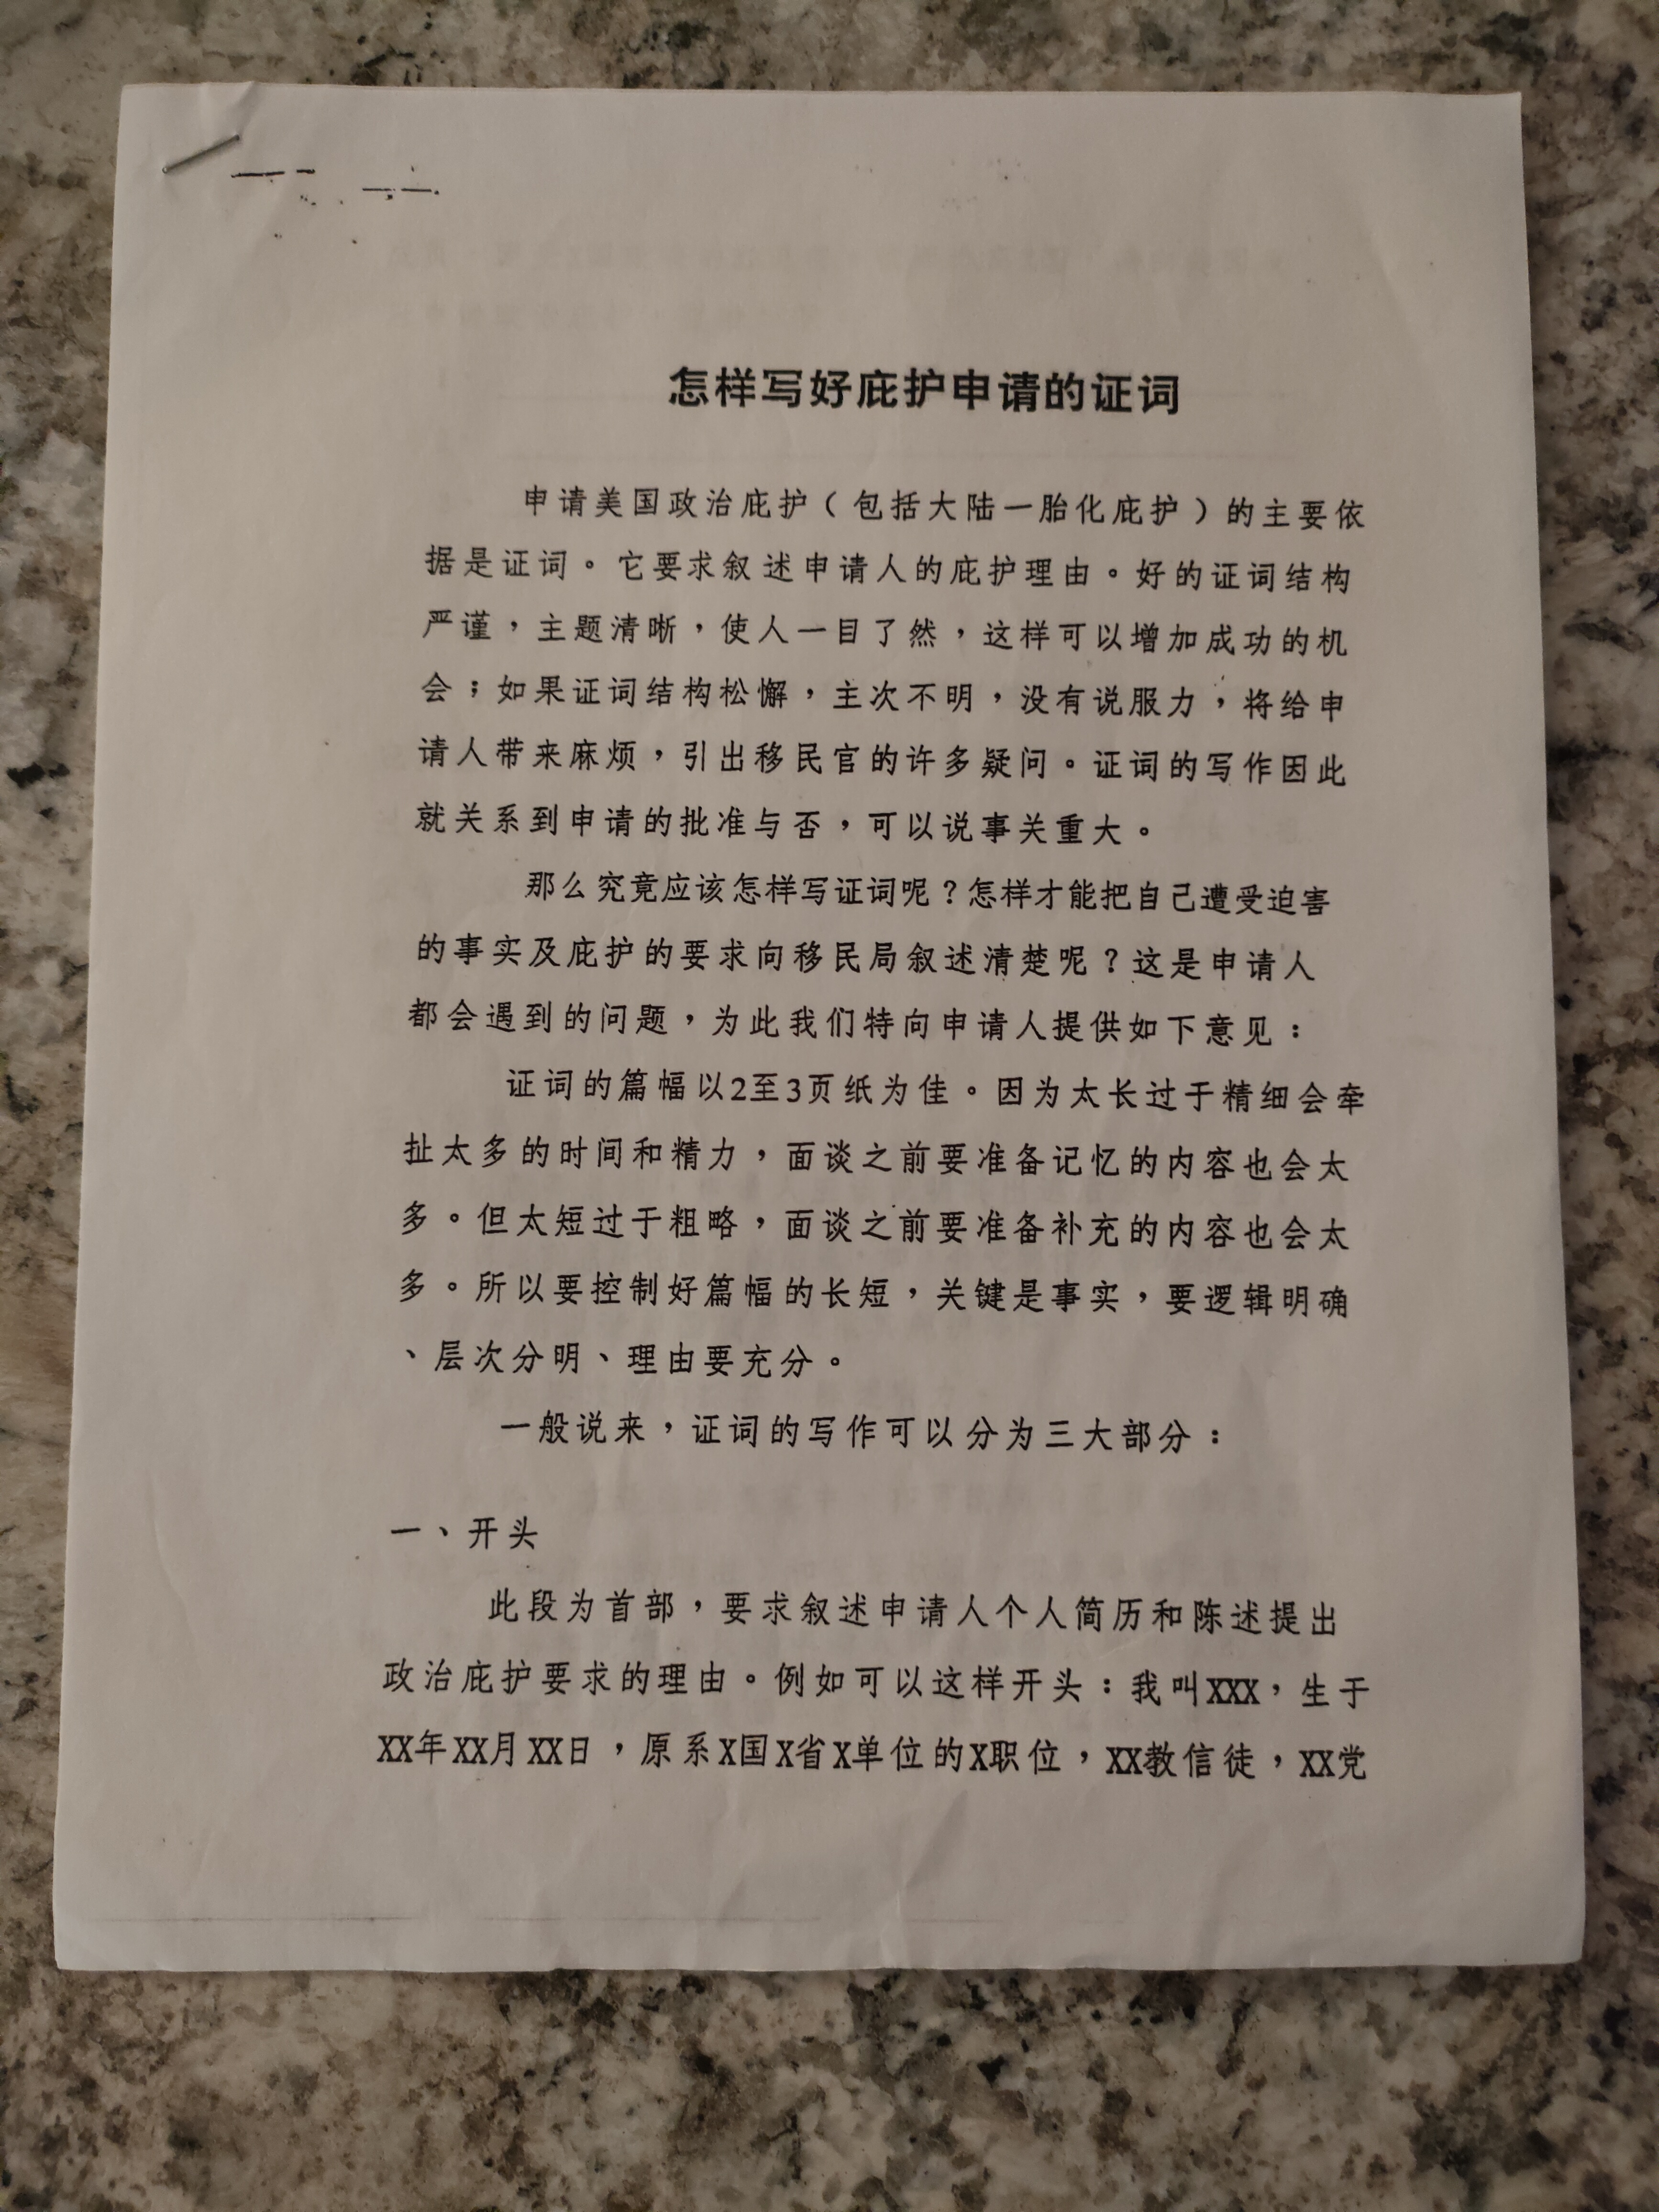 怎样写好庇护申请的证词
申请美国政治庇护（包括大陆一胎化庇护）的主要依
据是证词。它要求叙述申请人的庇护理由。好的证词结构
严谨，主题清晰，使人一目了然，这样可以增加成功的机
会；如果证词结构松懈，主次不明，没有说服力，将给申
请人带来麻烦，引出移民官的许多疑问。证词的写作因此
就关系到申请的批准与否，可以说事关重大。
那么究竟应该怎样写证词呢？怎样才能把自己遭受迫害
的事实及庇护的要求向移民局叙述清楚呢？这是申请人
都会遇到的问题，为此我们特向申请人提供如下意见：
证词的篇幅以2至3页纸为佳。因为太长过于精细会牵
扯太多的时间和精力，面谈之前要准备记忆的内容也会太
多。但太短过于粗略，面谈之前要准备补充的内容也会太
多。所以要控制好篇幅的长短，关键是事实，要逻辑明确
、层次分明、理由要充分。
一般说来，证词的写作可以分为三大部分：
一、开头
此段为首部，要求叙述申请人个人简历和陈述提出
政治庇护要求的理由。例如可以这样开头：我叫XXX，生于
XX年XX月XX日，原系X国X省X单位的X职位，XX教信徒，XX党